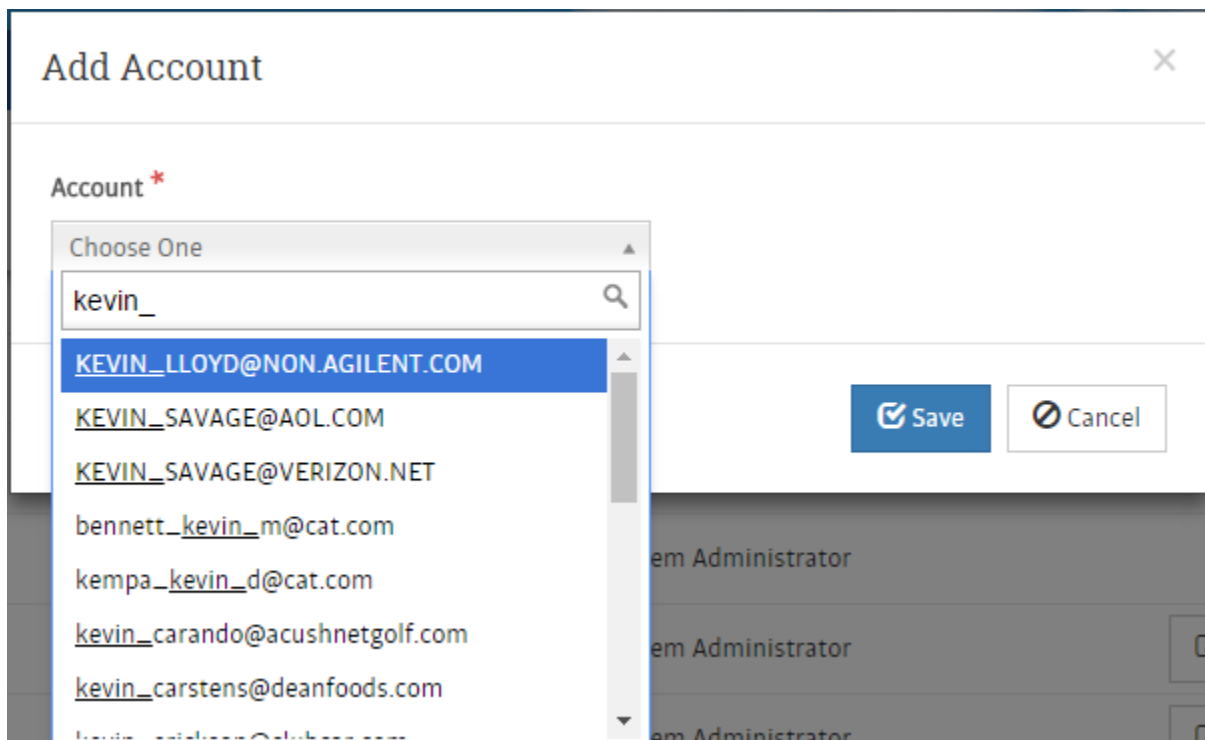 Add Account
Account *
Choose One
kevin_
KEVIN_LLOYD@NON.AGILENT.COM
KEVIN_SAVAGE@AOL.COM
KEVIN_SAVAGE@VERIZON.NET
bennett_kevin_m@cat.com
kempa_kevin_d@cat.com
kevin_carando@acushnetgolf.com
kevin_carstens@deanfoods.com
Save
Cancel
em Administrator
em Administrator
em Administrator